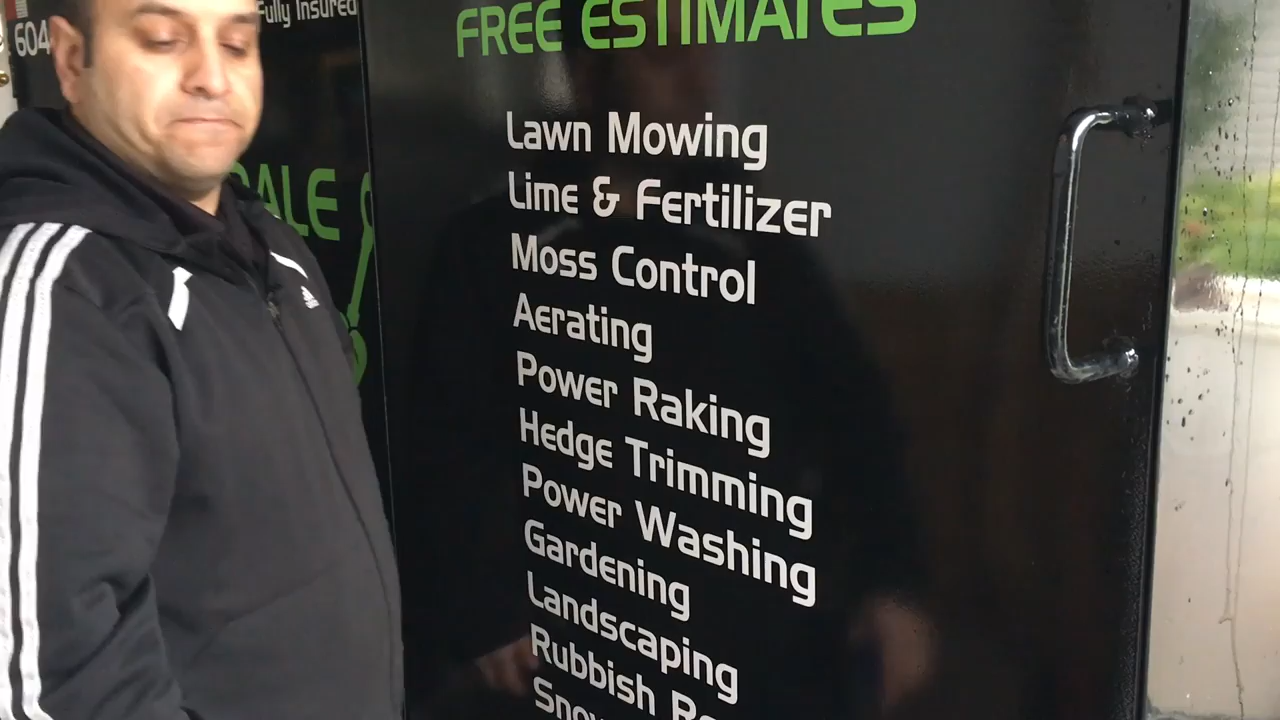 Fully Insured
604
FREE ESTIMATES
Lawn Mowing
Lime & Fertilizer
Moss Control
Aerating
Power Raking
Hedge Trimming
Power Washing
Gardening
Landscaping
Rubbish
adidas